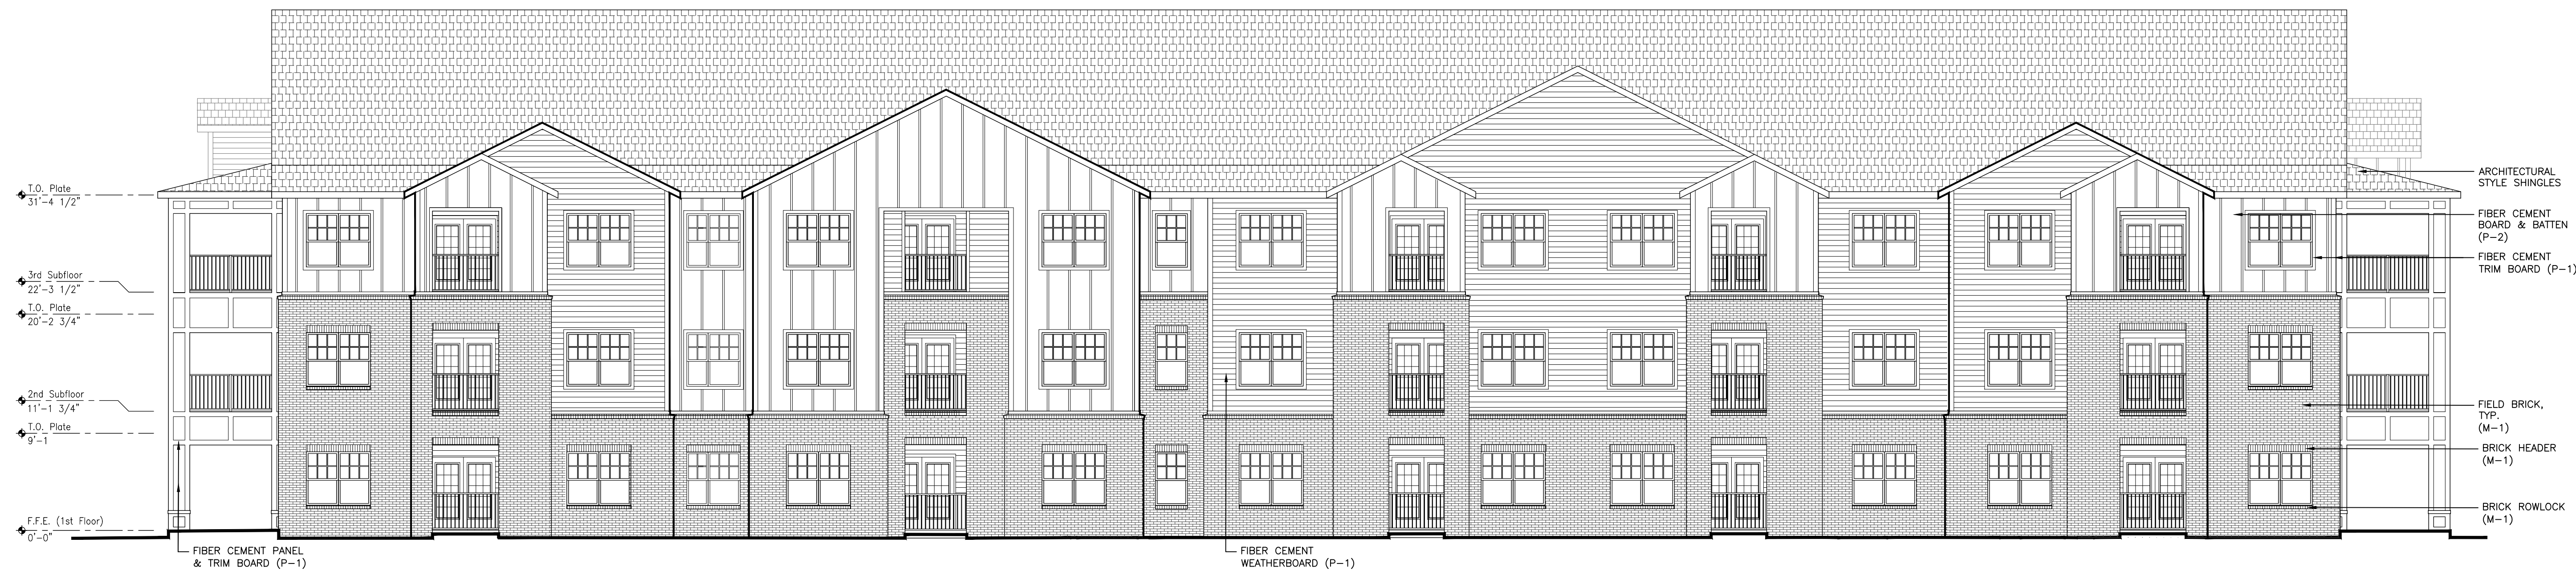 T.O. Plate
31'-4 1/2"
3rd Subfloor
22'-3 1/2"
T.O. Plate
20'-2 3/4"
2nd Subfloor
11'-1 3/4"
T.O. Plate
9'-1
F.F.E. (1st Floor)
0'-0"
FIBER CEMENT PANEL
& TRIM BOARD (P-1)
FIBER CEMENT
WEATHERBOARD (P-1)
ARCHITECTURAL
STYLE SHINGLES
FIBER CEMENT
BOARD & BATTEN
(P-2)
FIBER CEMENT
TRIM BOARD (P-1)
FIELD BRICK,
TYP.
(M-1)
BRICK HEADER
(M-1)
BRICK ROWLOCK
(M-1)